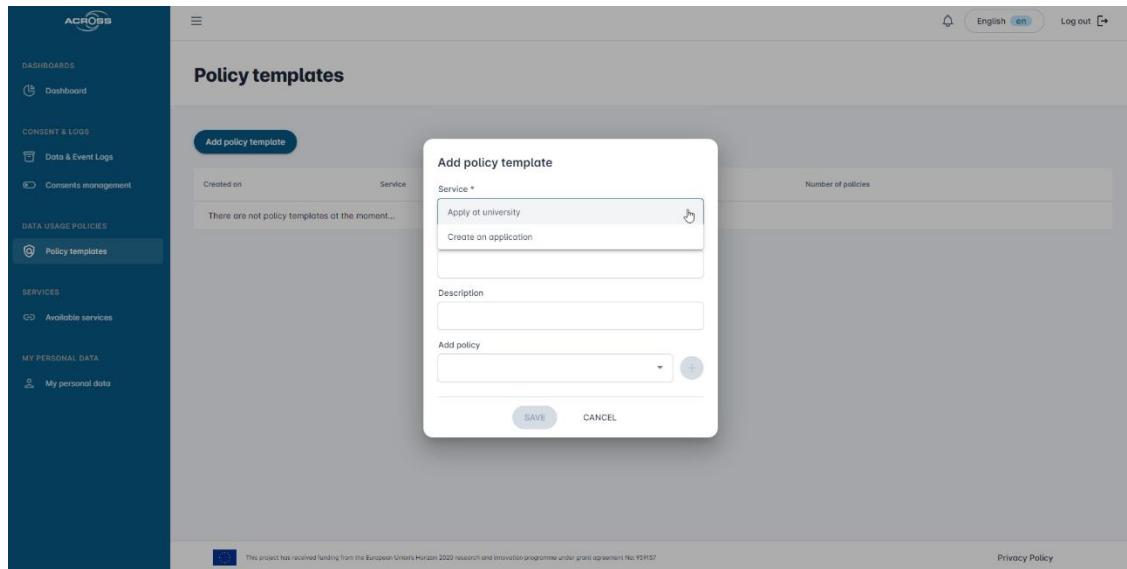 ACROSS
English en
Log out
DASHBOARDS
Dashboard
CONSENT & LOGS
Data & Event Logs
Consents management
DATA USAGE POLICIES
Policy templates
SERVICES
Available services
MY PERSONAL DATA
My personal data
Policy templates
Add policy template
Created on Service Number of policies
There are not policy templates at the moment...
Add policy template
Service *
Apply at university
Create an application
Description
Add policy
SAVE CANCEL
This project has received funding from the European Union's Horizon 2020 research and innovation programme under grant agreement No. 959157
Privacy Policy